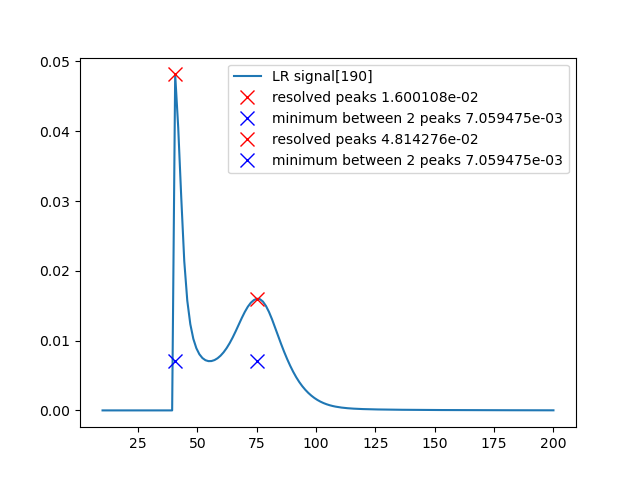 0.05
0.04
0.03
0.02
0.01
0.00
LR signal[190]
resolved peaks 1.600108e-02
minimum between 2 peaks 7.059475e-03
resolved peaks 4.814276e-02
minimum between 2 peaks 7.059475e-03
25 50 75 100 125 150 175 200